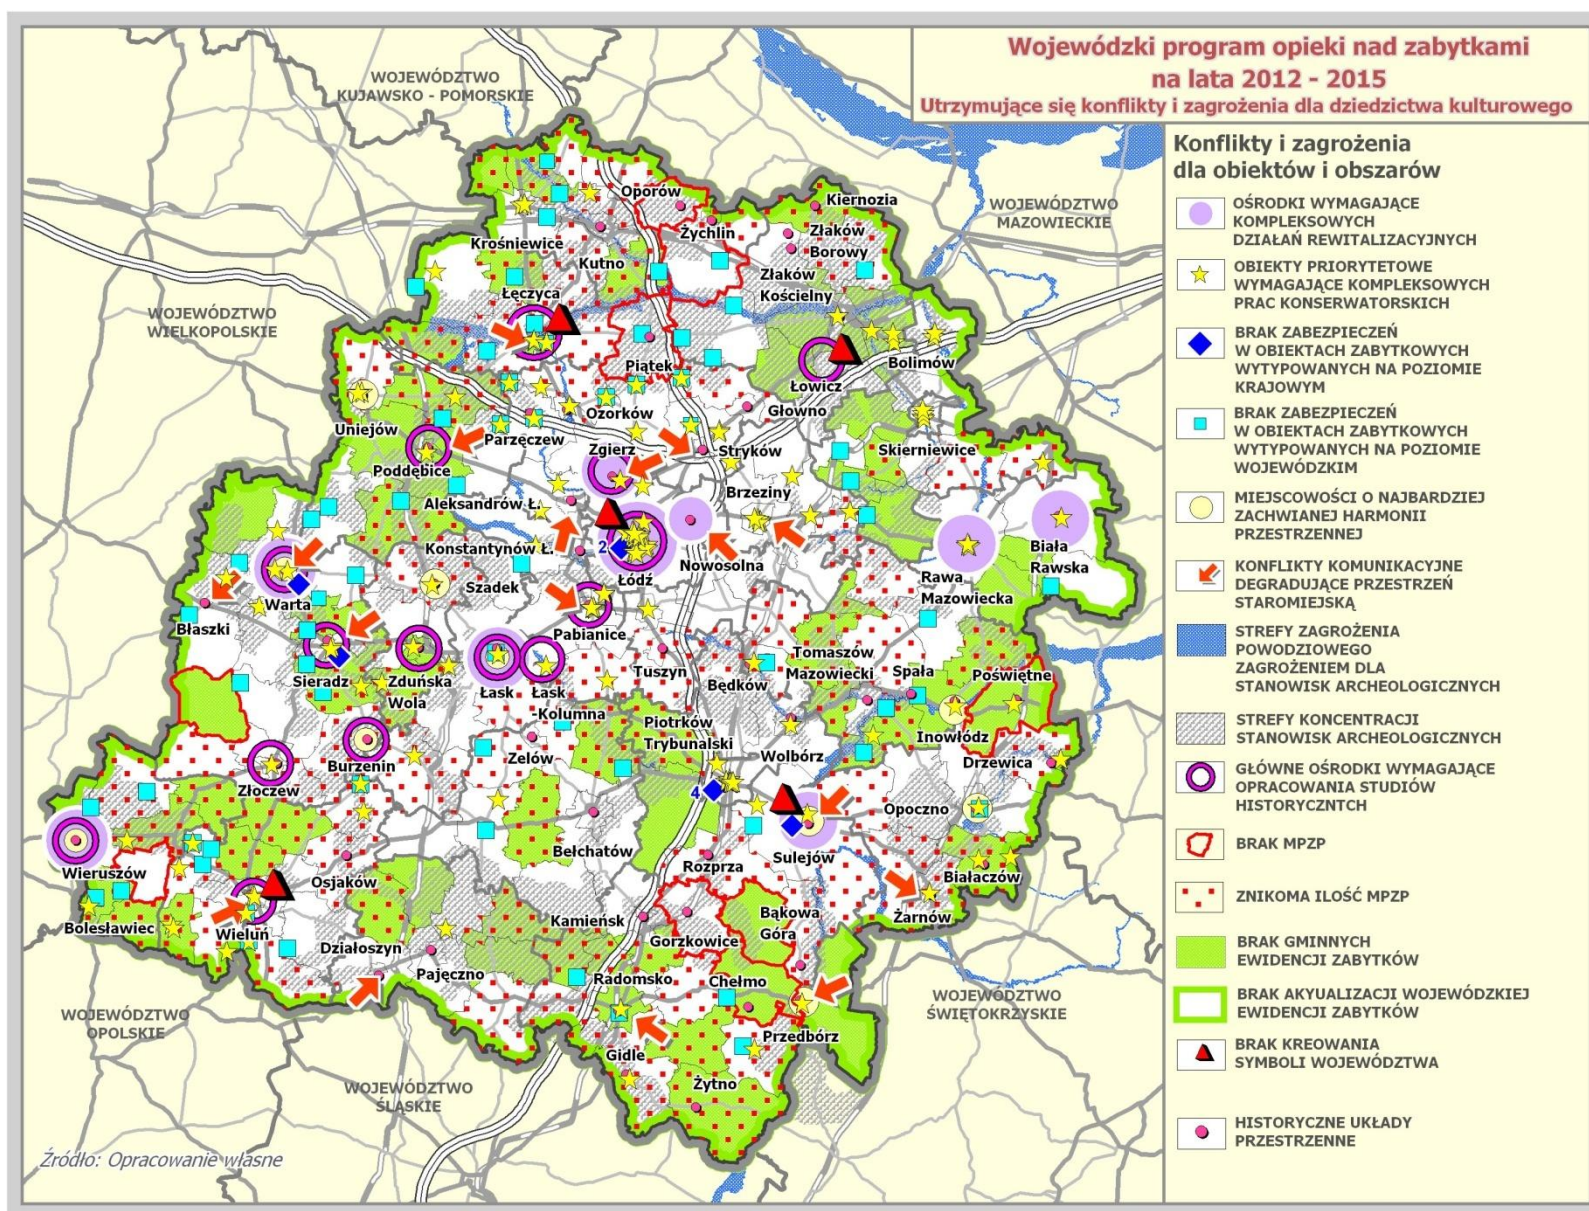 Wojewódzki program opieki nad zabytkami
na lata 2012 - 2015
Utrzymujące się konflikty i zagrożenia dla dziedzictwa kulturowego
WOJEWÓDZTWO
KUJAWSKO - POMORSKIE
WOJEWÓDZTWO
MAZOWIECKIE
WOJEWÓDZTWO
WIELKOPOLSKIE
Oporów
Kiernozia
Żychlin
Złaków
Borowy
Krośniewice
Kutno
Złaków
Kościelny
Łęczyca
Bolimów
Piątek
Łowicz
Ozorków
Głowno
Uniejów
Parzęczew
Zgierz
Stryków
Skierniewice
Poddębice
Brzeziny
Aleksandrów Ł.
Konstantynów Ł.
2
Nowosolna
Biała
Rawska
Szadek
Łódź
Rawa
Mazowiecka
Warta
Błaszki
Pabianice
Tuszyn
Tomaszów
Mazowiecki
Spała
Poświętne
Sieradz
Zduńska
Wola
Łask
Łask
-Kolumna
Będków
Piotrków
Trybunalski
Inowłódz
Burzenin
Zelów
Wolbórz
Drzewica
Złoczew
4
Opoczno
Wieruszów
Bełchatów
Rozprza
Sulejów
Białaczów
Osjaków
Bolesławiec
Wieluń
Kamieńsk
Bąkowa
Góra
Żarnów
Działoszyn
Pajęczno
Gorzkowice
Radomsko
Chełmo
Przedbórz
Gidle
Żytno
WOJEWÓDZTWO
OPOLSKIE
WOJEWÓDZTWO
ŚLĄSKIE
WOJEWÓDZTWO
ŚWIĘTOKRZYSKIE
Źródło: Opracowanie własne
Konflikty i zagrożenia
dla obiektów i obszarów
OŚRODKI WYMAGAJĄCE
KOMPLEKSOWYCH
DZIAŁAŃ REWITALIZACYJNYCH
OBIEKTY PRIORYTETOWE
WYMAGAJĄCE KOMPLEKSOWYCH
PRAC KONSERWATORSKICH
BRAK ZABEZPIECZEŃ
W OBIEKTACH ZABYTKOWYCH
WYTYPOWANYCH NA POZIOMIE
KRAJOWYM
BRAK ZABEZPIECZEŃ
W OBIEKTACH ZABYTKOWYCH
WYTYPOWANYCH NA POZIOMIE
WOJEWÓDZKIM
MIEJSCOWOŚCI O NAJBARDZIEJ
ZACHWIANEJ HARMONII
PRZESTRZENNEJ
KONFLIKTY KOMUNIKACYJNE
DEGRADUJĄCE PRZESTRZEŃ
STAROMIEJSKĄ
STREFY ZAGROŻENIA
POWODZIOWEGO
ZAGROŻENIEM DLA
STANOWISK ARCHEOLOGICZNYCH
STREFY KONCENTRACJI
STANOWISK ARCHEOLOGICZNYCH
GŁÓWNE OŚRODKI WYMAGAJĄCE
OPRACOWANIA STUDIÓW
HISTORYCZNTCH
BRAK MPZP
ZNIKOMA ILOŚĆ MPZP
BRAK GMINNYCH
EWIDENCJI ZABYTKÓW
BRAK AKYUALIZACJI WOJEWÓDZKIEJ
EWIDENCJI ZABYTKÓW
BRAK KREOWANIA
SYMBOLI WOJEWÓDZTWA
HISTORYCZNE UKŁADY
PRZESTRZENNE